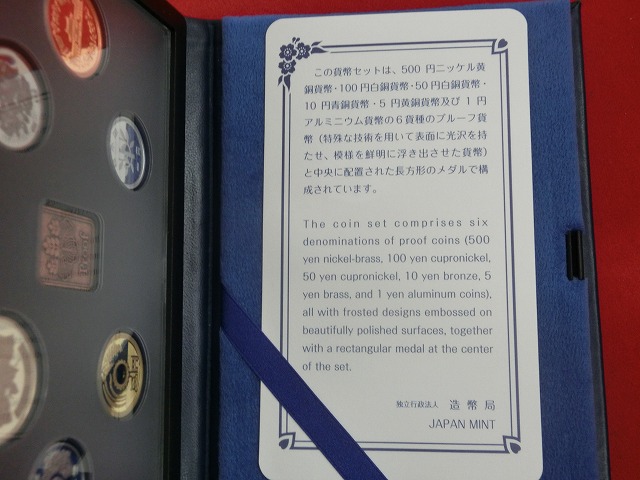 この貨幣セットは、500 円ニッケル黄
銅貨幣・100円白銅貨幣・50円白銅貨幣・
10 円青銅貨幣・5 円黄銅貨幣及び 1 円
アルミニウム貨幣の6貨種のプルーフ貨
幣（特殊な技術を用いて表面に光沢を持
たせ、模様を鮮明に浮き出させた貨幣）
と中央に配置された長方形のメダルで構
成されています。
The coin set comprises six
denominations of proof coins (500
yen nickel-brass, 100 yen cupronickel,
50 yen cupronickel, 10 yen bronze, 5
yen brass, and 1 yen aluminum coins),
all with frosted designs embossed on
beautifully polished surfaces, together
with a rectangular medal at the center
of the set.
独立行政法人 造幣局
JAPAN MINT